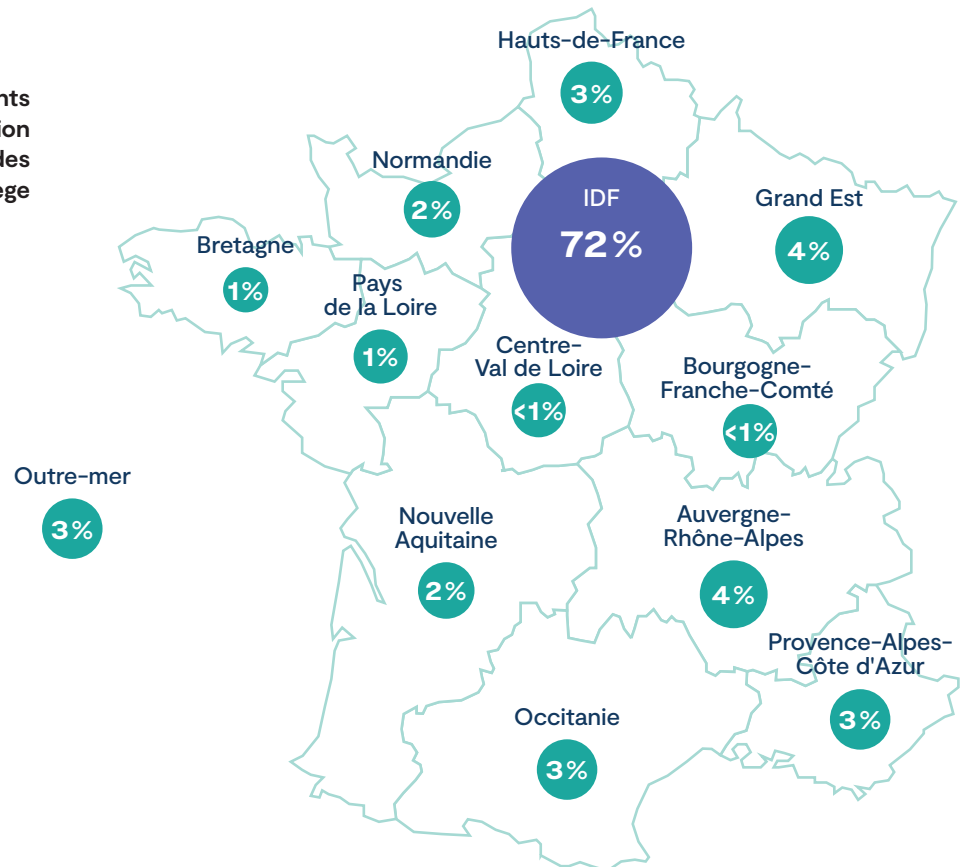 Hauts-de-France
3%
Normandie
2%
IDF
72%
Grand Est
4%
Bretagne
1%
Pays
de la Loire
1%
Centre-
Val de Loire
<1%
Bourgogne-
Franche-Comté
<1%
Outre-mer
3%
Nouvelle
Aquitaine
2%
Auvergne-
Rhône-Alpes
4%
Provence-Alpes-
Côte d'Azur
3%
Occitanie
3%